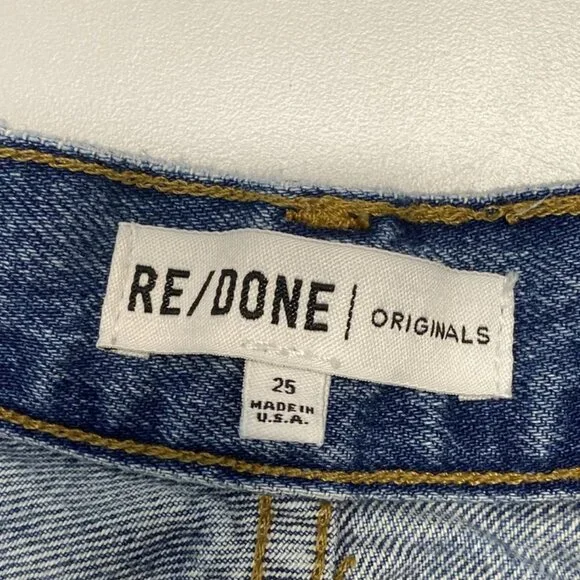 RE/DONE | ORIGINALS
25
MADE IN
U.S.A.